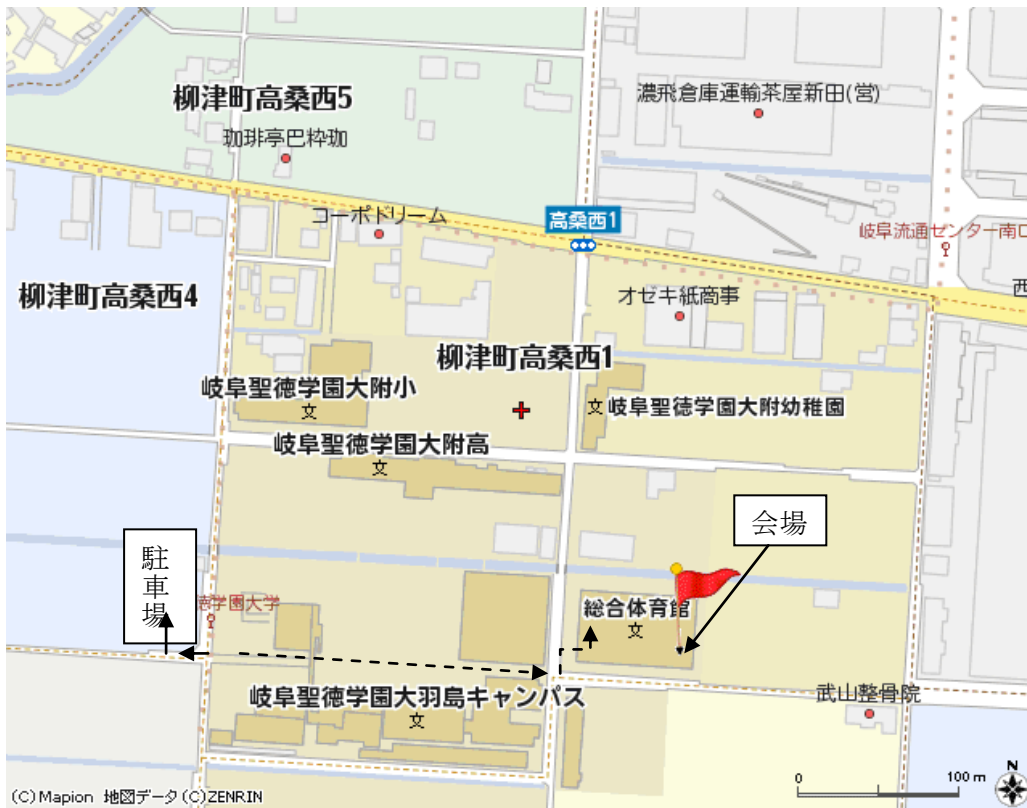 柳津町高桑西5
珈琲亭巴粋珈
濃飛倉庫運輸茶屋新田(営)
コーポドリーム
高桑西1
岐阜流通センター南口
柳津町高桑西4
オセキ紙商事
西
柳津町高桑西1
岐阜聖徳学園大附小
文
文
岐阜聖徳学園大附幼稚園
岐阜聖徳学園大附高
文
会場
駐車場
徳学園大学
総合体育館
文
岐阜聖徳学園大羽島キャンパス
文
武山整骨院
0
100 m
N
(C) Mapion 地図データ (C) ZENRIN